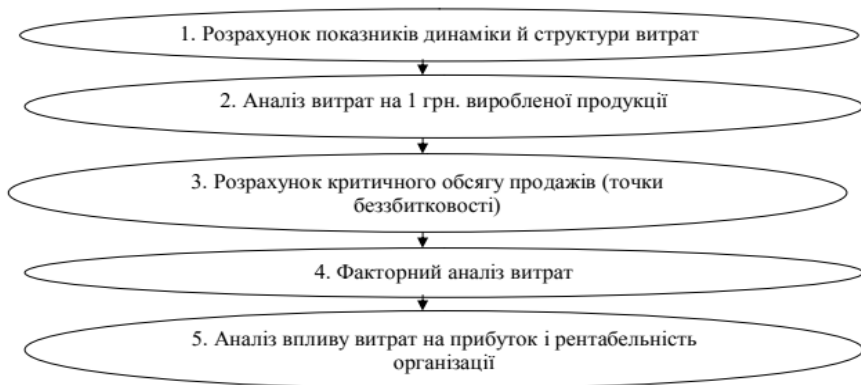 1. Розрахунок показників динаміки й структури витрат
2. Аналіз витрат на 1 грн. виробленої продукції
3. Розрахунок критичного обсягу продажів (точки
беззбитковості)
4. Факторний аналіз витрат
5. Аналіз впливу витрат на прибуток і рентабельність
організації